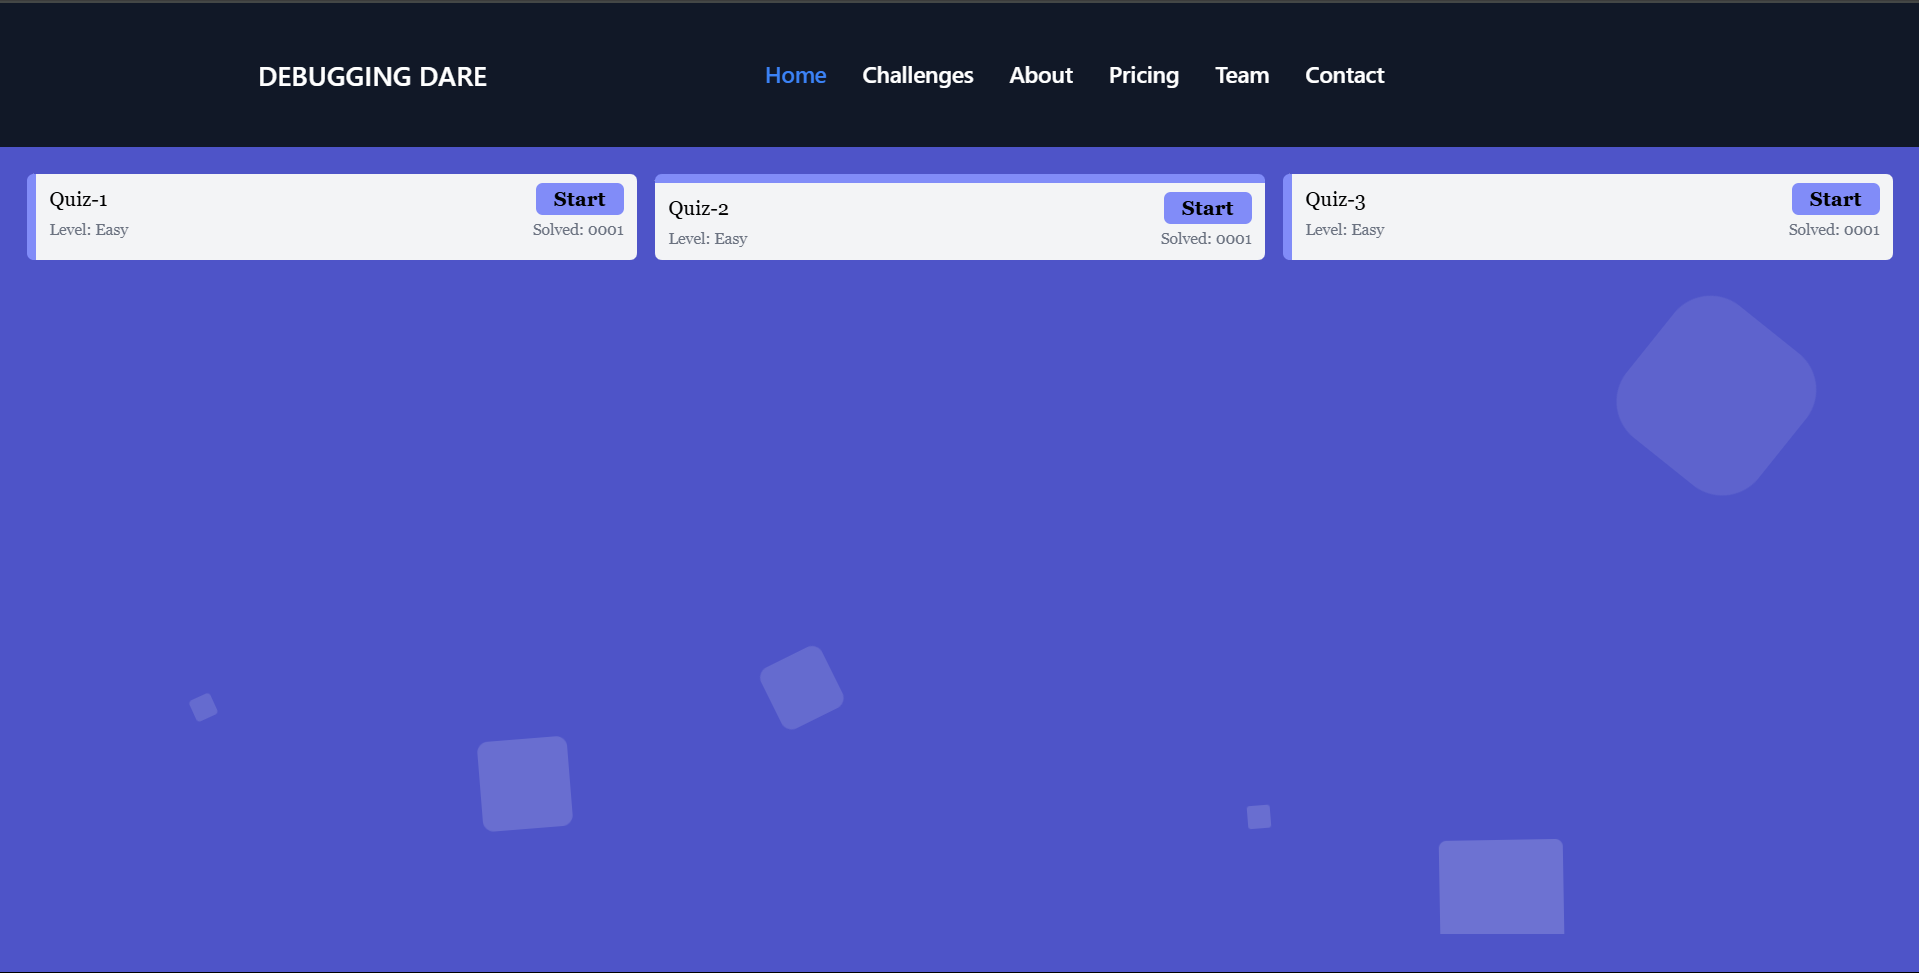 DEBUGGING DARE
Home Challenges About Pricing Team Contact
Quiz-1 Start
Level: Easy Solved: 0001
Quiz-2 Start
Level: Easy Solved: 0001
Quiz-3 Start
Level: Easy Solved: 0001